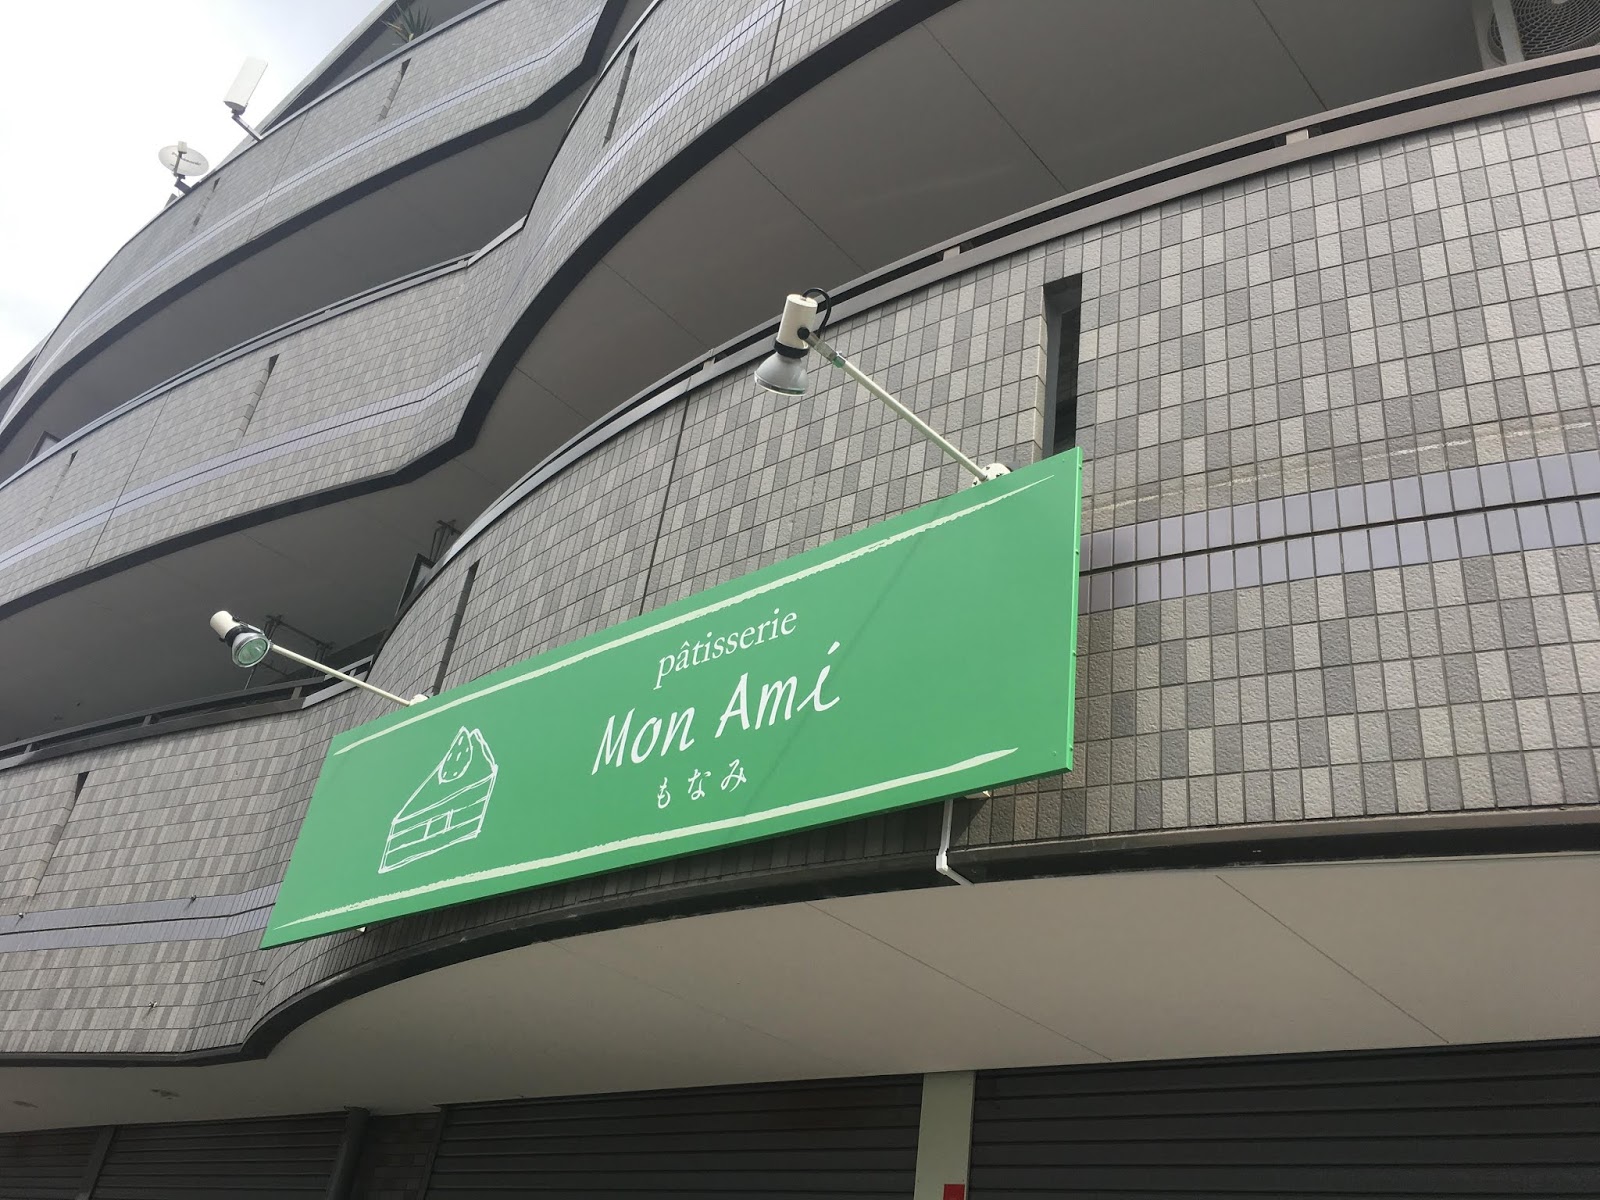 pâtisserie
Mon Ami
もなみ